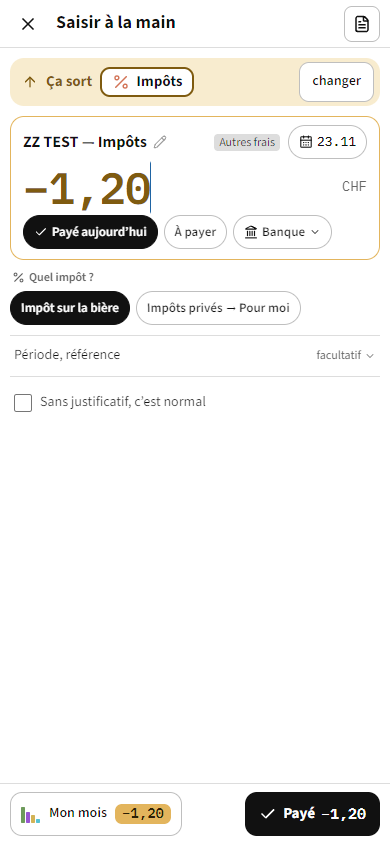 Saisir à la main
Ça sort
Impôts
changer
ZZ TEST — Impôts
Autres frais
23.11
−1,20
CHF
Payé aujourd’hui
À payer
Banque
Quel impôt ?
Impôt sur la bière
Impôts privés → Pour moi
Période, référence
facultatif
Sans justificatif, c’est normal
Mon mois
−1,20
Payé −1,20